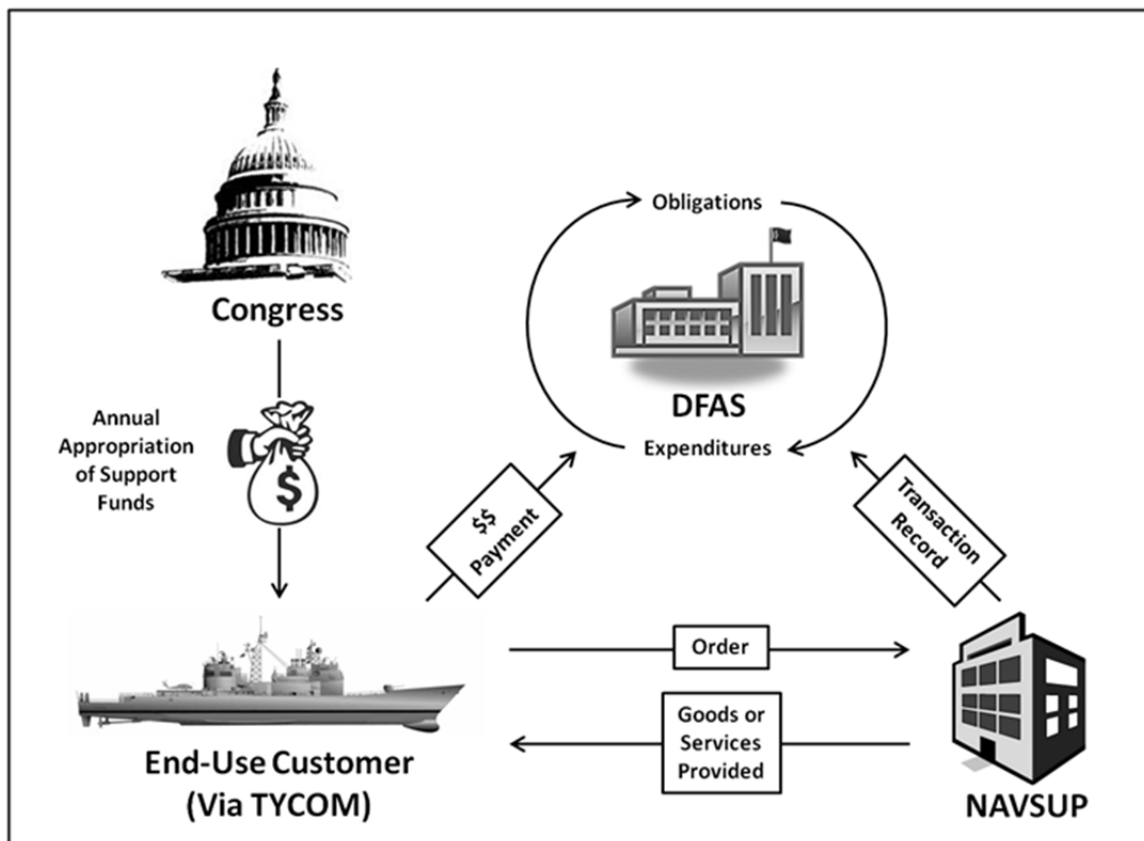 Congress
Annual
Appropriation
of Support
Funds
$
Obligations
DFAS
Expenditures
$$
Payment
Transaction
Record
Order
Goods or
Services
Provided
End-Use Customer
(Via TYCOM)
NAVSUP